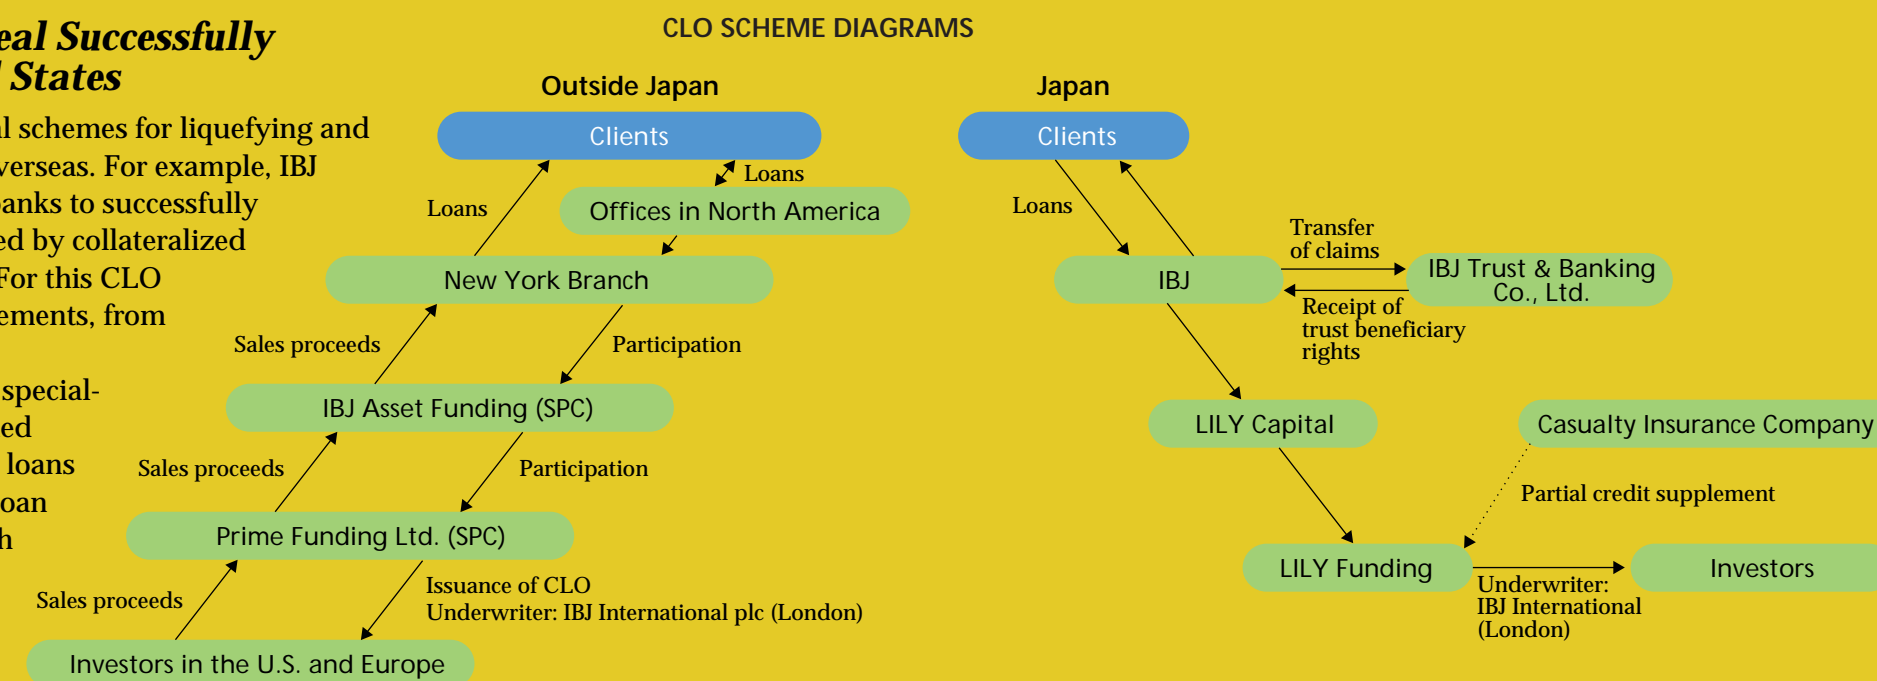 eal Successfully
States
al schemes for liquefying and
verseas. For example, IBJ
banks to successfully
ed by collateralized
For this CLO
ements, from
special-
ed
loans
oan
h
CLO SCHEME DIAGRAMS
Outside Japan
Clients
Loans
Loans
Offices in North America
New York Branch
Sales proceeds
Participation
IBJ Asset Funding (SPC)
Sales proceeds
Participation
Prime Funding Ltd. (SPC)
Sales proceeds
Issuance of CLO
Underwriter: IBJ International plc (London)
Investors in the U.S. and Europe
Japan
Clients
Loans
IBJ
Transfer
of claims
IBJ Trust & Banking
Co., Ltd.
Receipt of
trust beneficiary
rights
LILY Capital
Casualty Insurance Company
Partial credit supplement
LILY Funding
Underwriter:
IBJ International
(London)
Investors